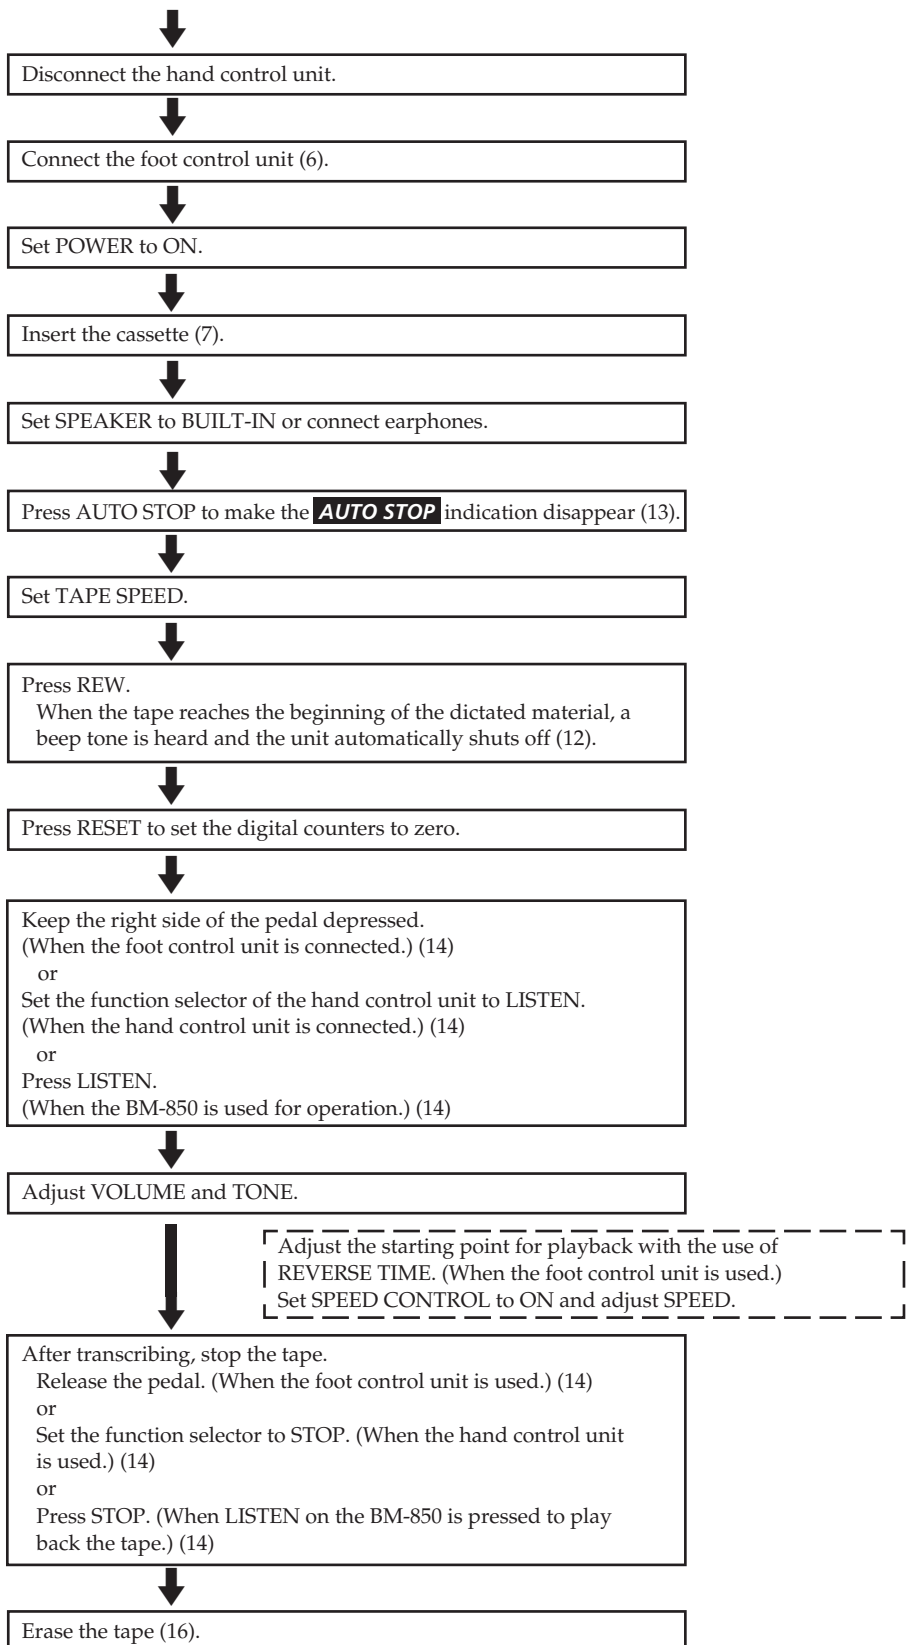 Disconnect the hand control unit.
Connect the foot control unit (6).
Set POWER to ON.
Insert the cassette (7).
Set SPEAKER to BUILT-IN or connect earphones.
Press AUTO STOP to make the AUTO STOP indication disappear (13).
Set TAPE SPEED.
Press REW.
When the tape reaches the beginning of the dictated material, a
beep tone is heard and the unit automatically shuts off (12).
Press RESET to set the digital counters to zero.
Keep the right side of the pedal depressed.
(When the foot control unit is connected.) (14)
or
Set the function selector of the hand control unit to LISTEN.
(When the hand control unit is connected.) (14)
or
Press LISTEN.
(When the BM-850 is used for operation.) (14)
Adjust VOLUME and TONE.
Adjust the starting point for playback with the use of
REVERSE TIME. (When the foot control unit is used.)
Set SPEED CONTROL to ON and adjust SPEED.
After transcribing, stop the tape.
Release the pedal. (When the foot control unit is used.) (14)
or
Set the function selector to STOP. (When the hand control unit
is used.) (14)
or
Press STOP. (When LISTEN on the BM-850 is pressed to play
back the tape.) (14)
Erase the tape (16).